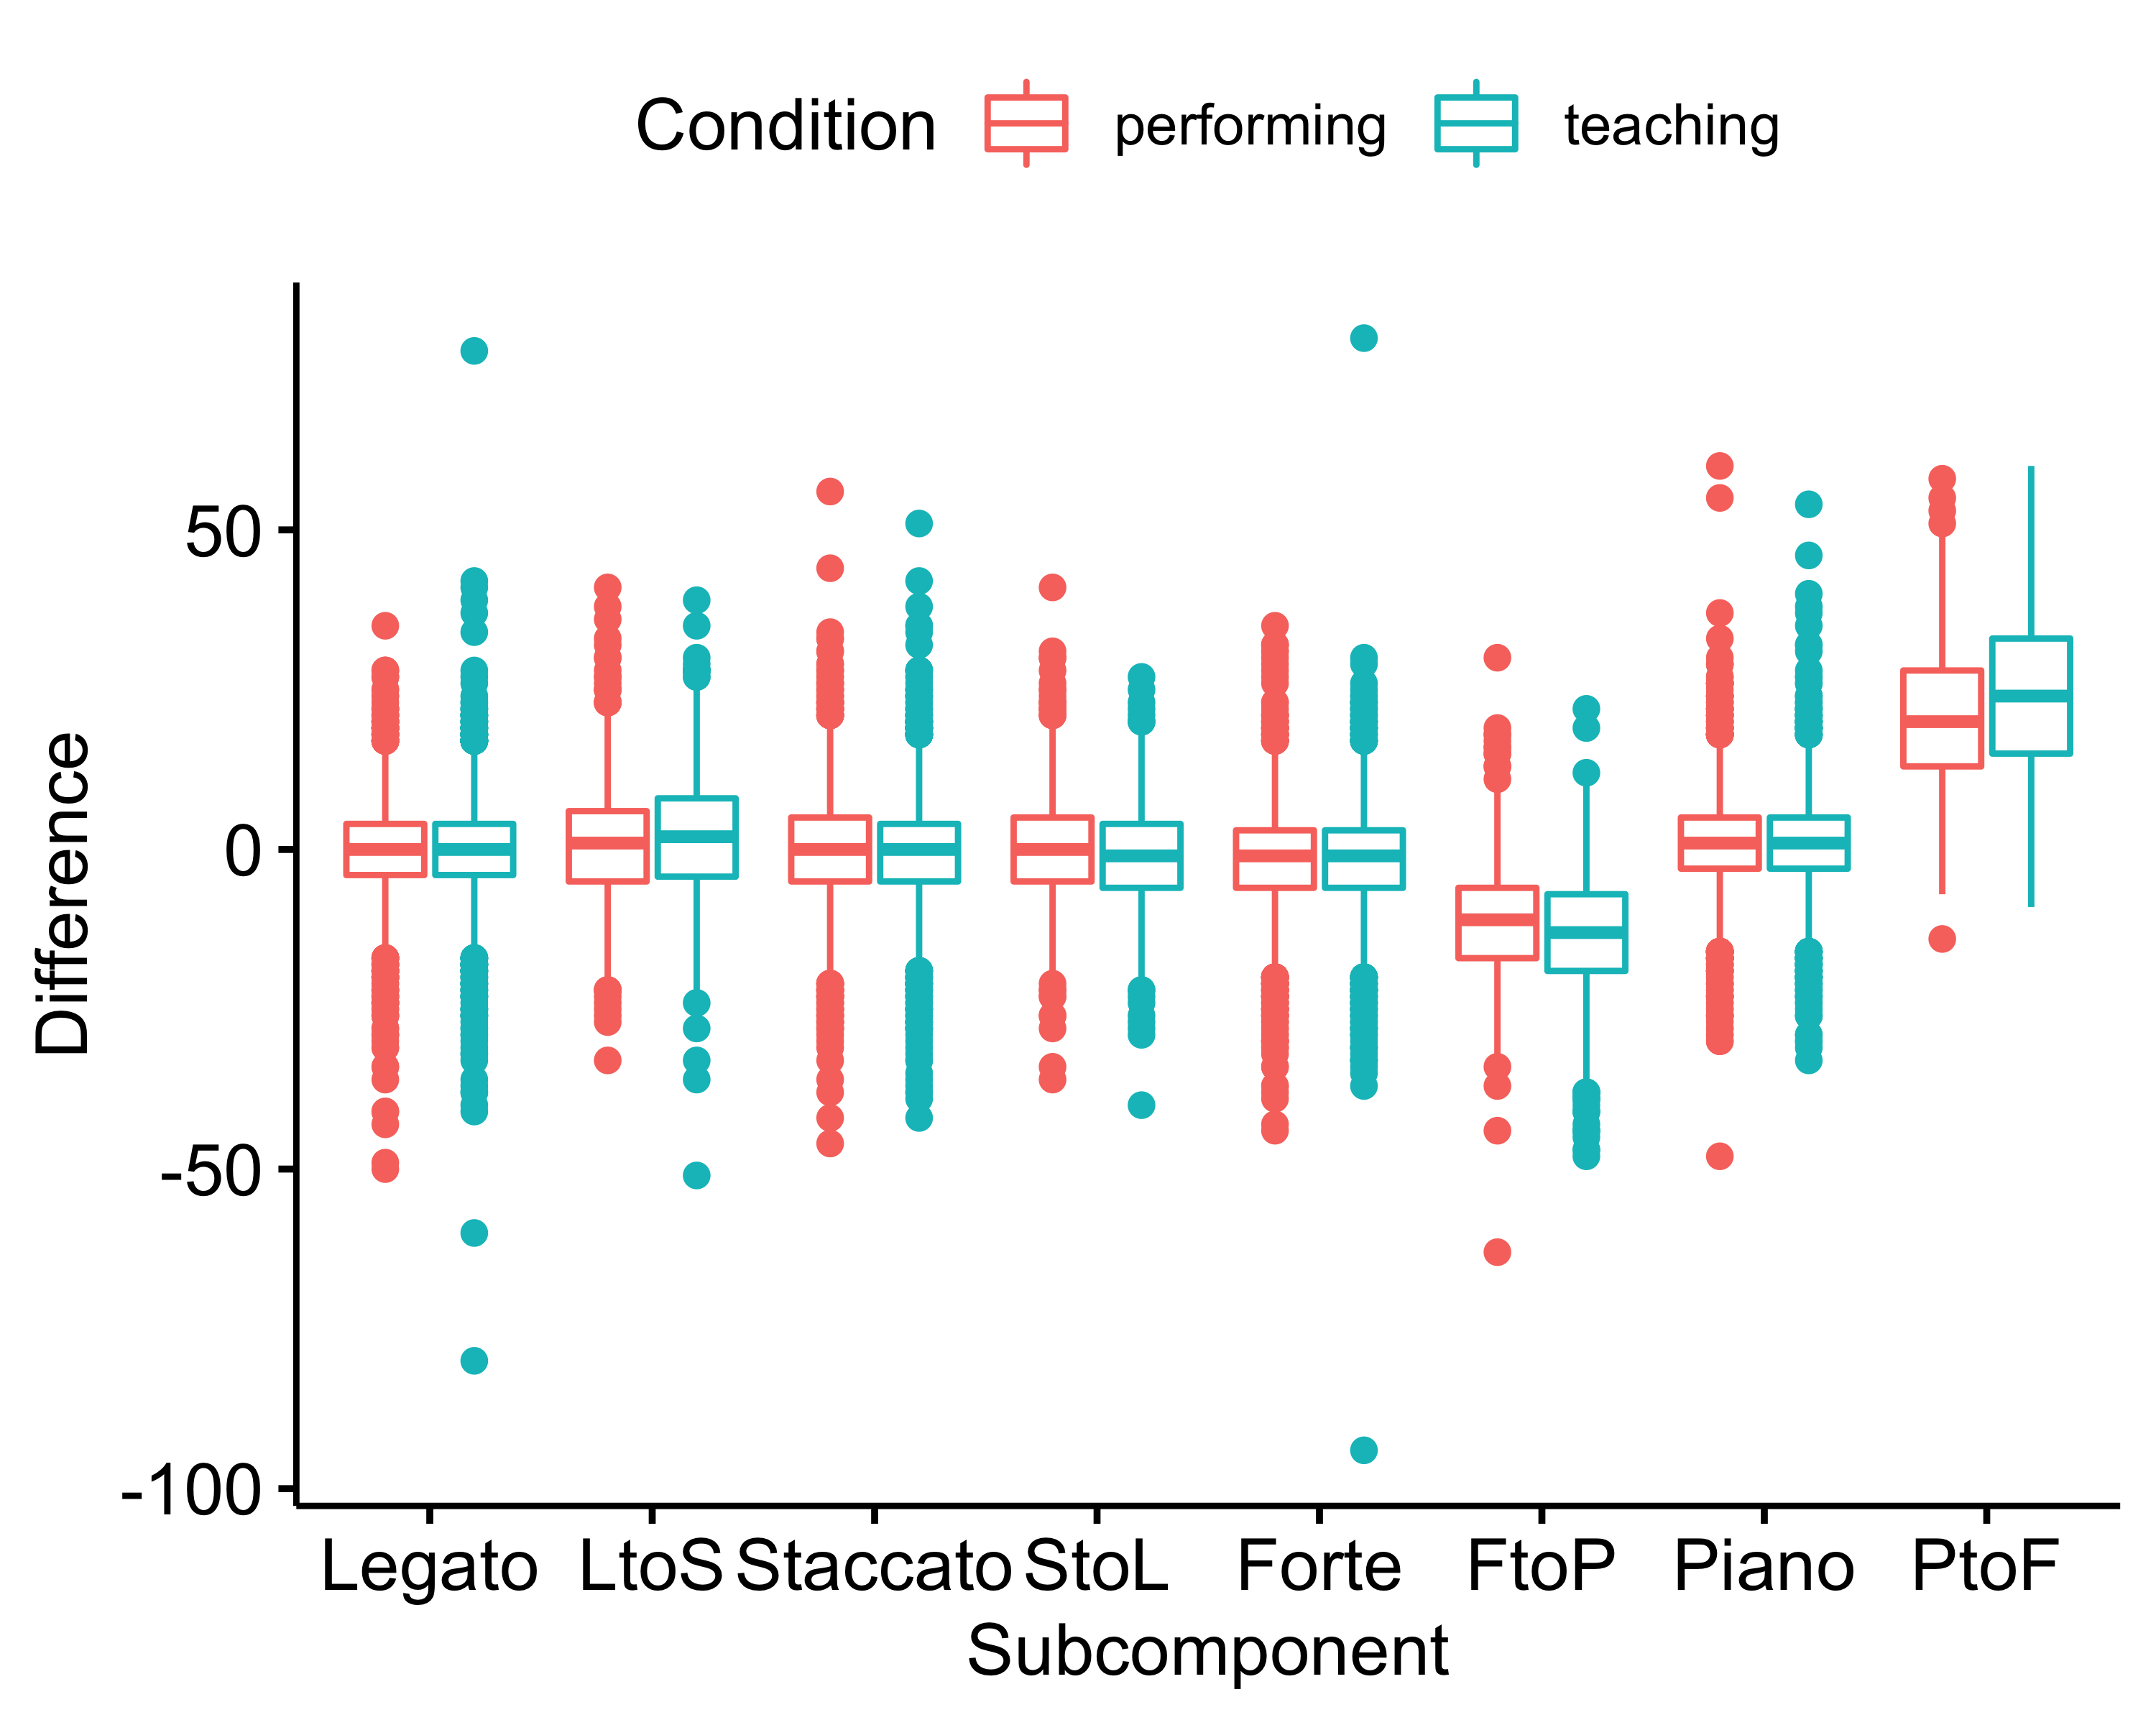 Condition performing teaching
Difference
50
0
-50
-100
Legato LtoS Staccato StoL Forte FtoP Piano PtoF
Subcomponent